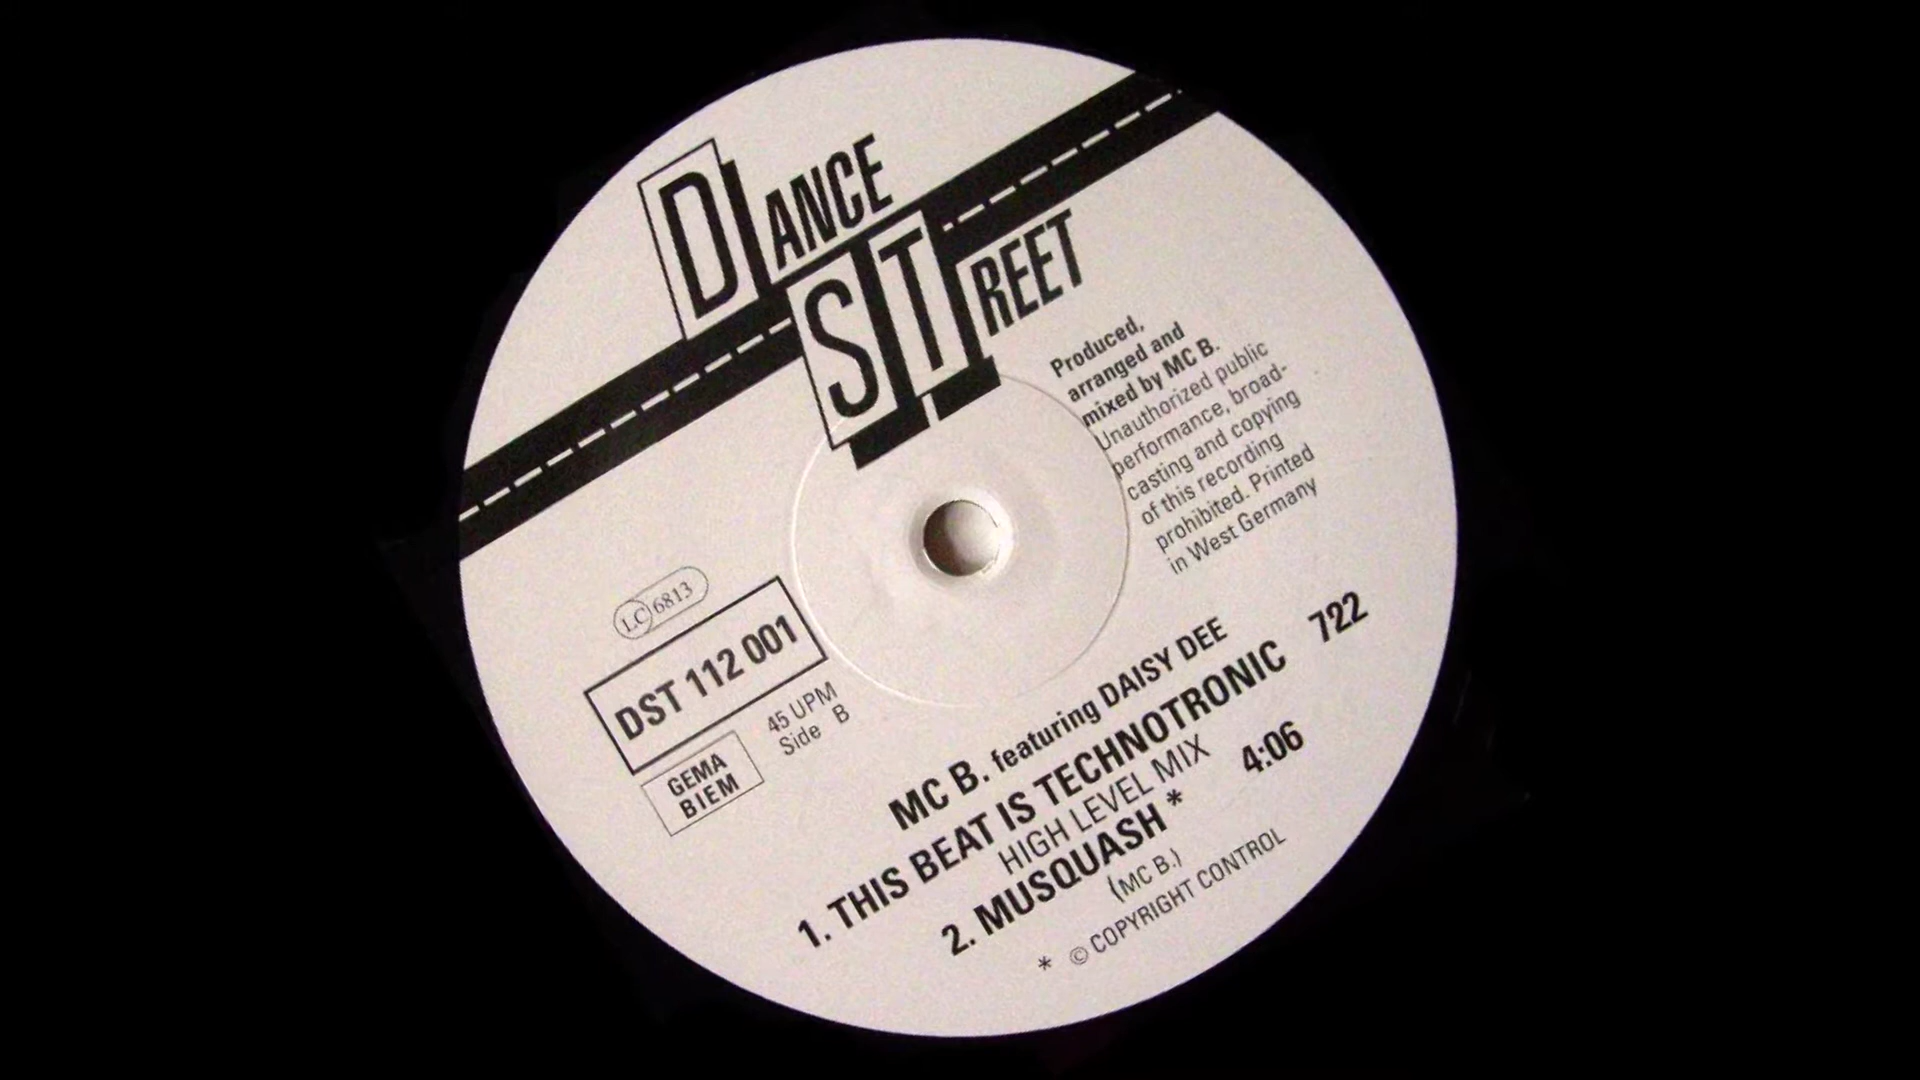 DANCE
STREET
Produced,
arranged and
mixed by MC B.
Unauthorized public
performance, broad-
casting and copying
of this recording
prohibited. Printed
in West Germany
LC 6813
DST 112 001
GEMA
BIEM
45 UPM
Side B
MC B. featuring DAISY DEE
1. THIS BEAT IS TECHNOTRONIC 722
HIGH LEVEL MIX
2. MUSQUASH * 4:06
(MC B.)
* © COPYRIGHT CONTROL